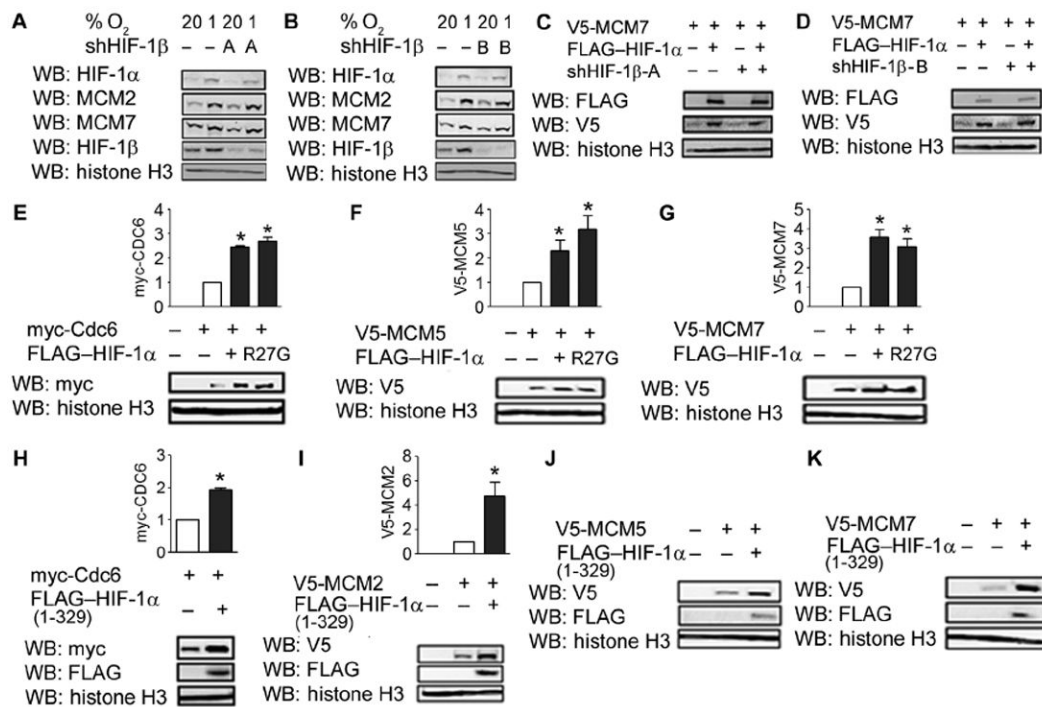 A
% O2 20 1 20 1
shHIF-1β A A
WB: HIF-1α
WB: MCM2
WB: MCM7
WB: HIF-1β
WB: histone H3
B
% O2 20 1 20 1
shHIF-1β B B
WB: HIF-1α
WB: MCM2
WB: MCM7
WB: HIF-1β
WB: histone H3
C
V5-MCM7 + + + +
FLAG–HIF-1α – + – +
shHIF-1β-A – – + +
WB: FLAG
WB: V5
WB: histone H3
D
V5-MCM7 + + + +
FLAG–HIF-1α – + – +
shHIF-1β-B – – + +
WB: FLAG
WB: V5
WB: histone H3
E
myc-CDC6
4
3
2
1
0
* *
myc-Cdc6 – + + +
FLAG–HIF-1α + R27G
WB: myc
WB: histone H3
F
V5-MCM5
4
3
2
1
0
* *
V5-MCM5 – + + +
FLAG–HIF-1α + R27G
WB: V5
WB: histone H3
G
V5-MCM7
5
4
3
2
1
0
* *
V5-MCM7 – + + +
FLAG–HIF-1α + R27G
WB: V5
WB: histone H3
H
myc-CDC6
3
2
1
0
*
myc-Cdc6 + +
FLAG–HIF-1α – +
(1-329)
WB: myc
WB: FLAG
WB: histone H3
I
V5-MCM2
8
6
4
2
0
*
V5-MCM2 – + +
FLAG–HIF-1α +
(1-329)
WB: V5
WB: FLAG
WB: histone H3
J
V5-MCM5 – + +
FLAG–HIF-1α +
(1-329)
WB: V5
WB: FLAG
WB: histone H3
K
V5-MCM7 – + +
FLAG–HIF-1α +
(1-329)
WB: V5
WB: FLAG
WB: histone H3